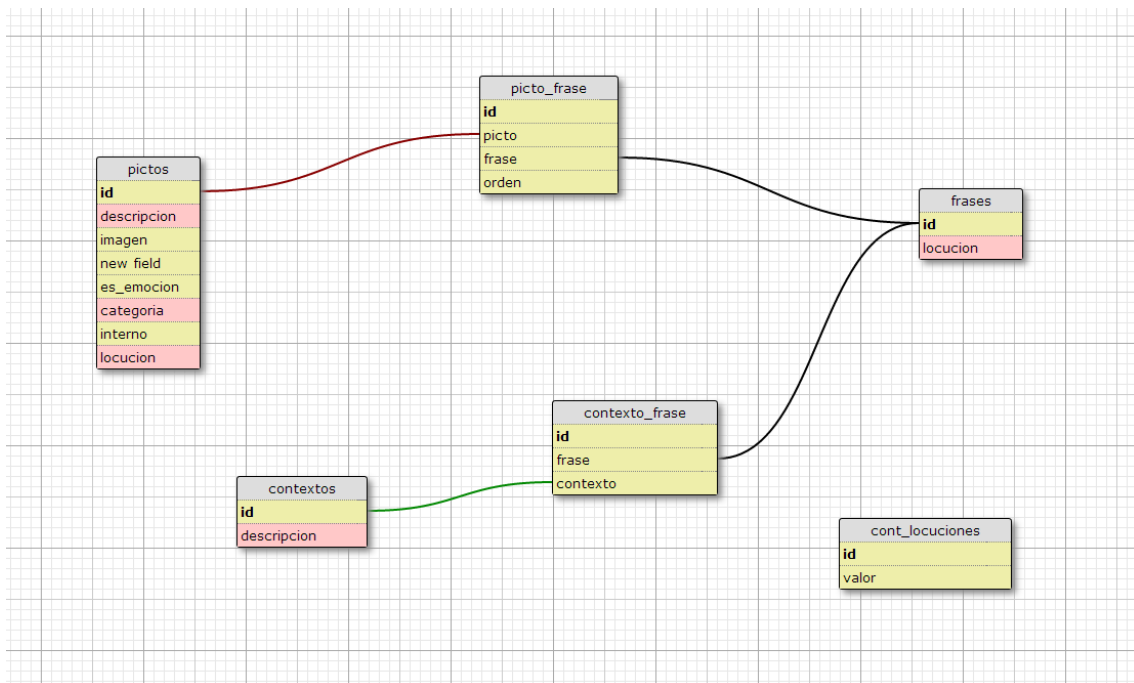 picto_frase
id
picto
frase
orden
pictos
id
descripcion
imagen
new field
es_emocion
categoria
interno
locucion
frases
id
locucion
contexto_frase
id
frase
contexto
contextos
id
descripcion
cont_locuciones
id
valor